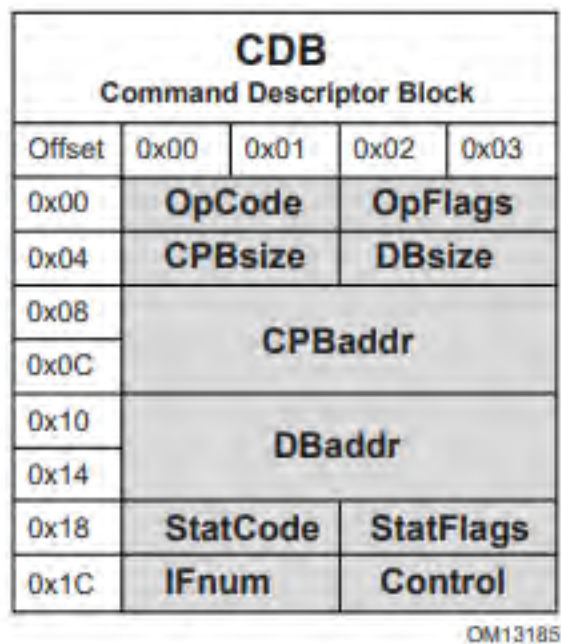 CDB
Command Descriptor Block
Offset 0x00 0x01 0x02 0x03
0x00 OpCode OpFlags
0x04 CPBsize DBsize
0x08
CPBaddr
0x0C
0x10
DBaddr
0x14
0x18 StatCode StatFlags
0x1C IFnum Control
OM13185